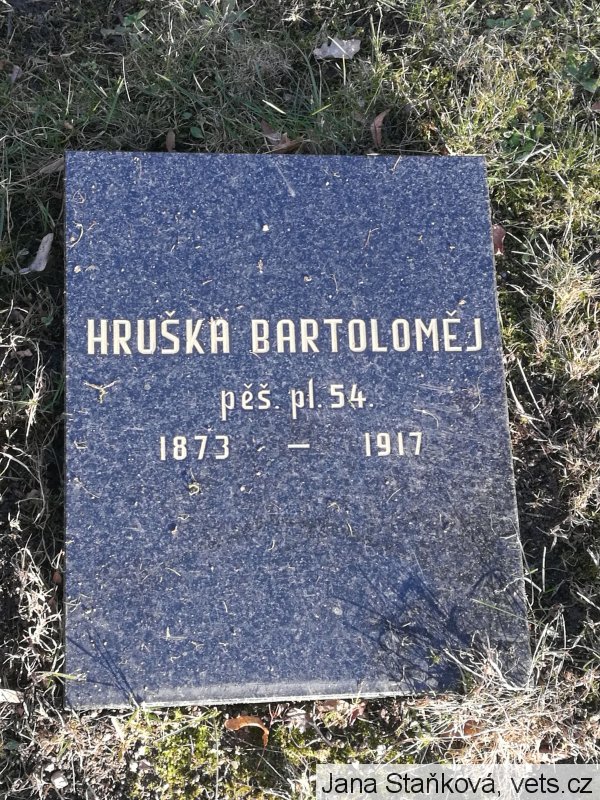 HRUŠKA BARTOLOMĚJ
pěš. pl. 54.
1873 – 1917
Jana Staňková, vets.cz